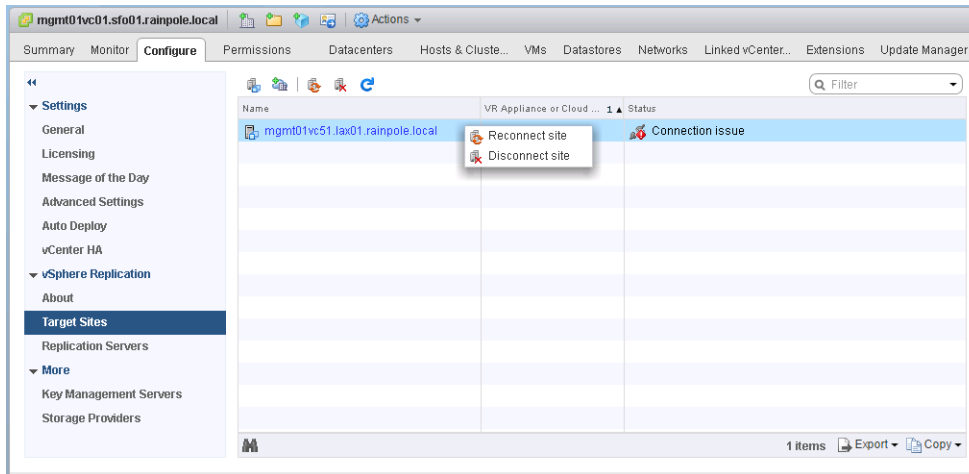 mgmt01vc01.sfo01.rainpole.local Actions
Summary Monitor Configure Permissions Datacenters Hosts & Cluste... VMs Datastores Networks Linked vCenter... Extensions Update Manager
Settings
General
Licensing
Message of the Day
Advanced Settings
Auto Deploy
vCenter HA
vSphere Replication
About
Target Sites
Replication Servers
More
Key Management Servers
Storage Providers
Filter
Name VR Appliance or Cloud ... 1 Status
mgmt01vc51.lax01.rainpole.local Connection issue
Reconnect site
Disconnect site
1 items Export Copy